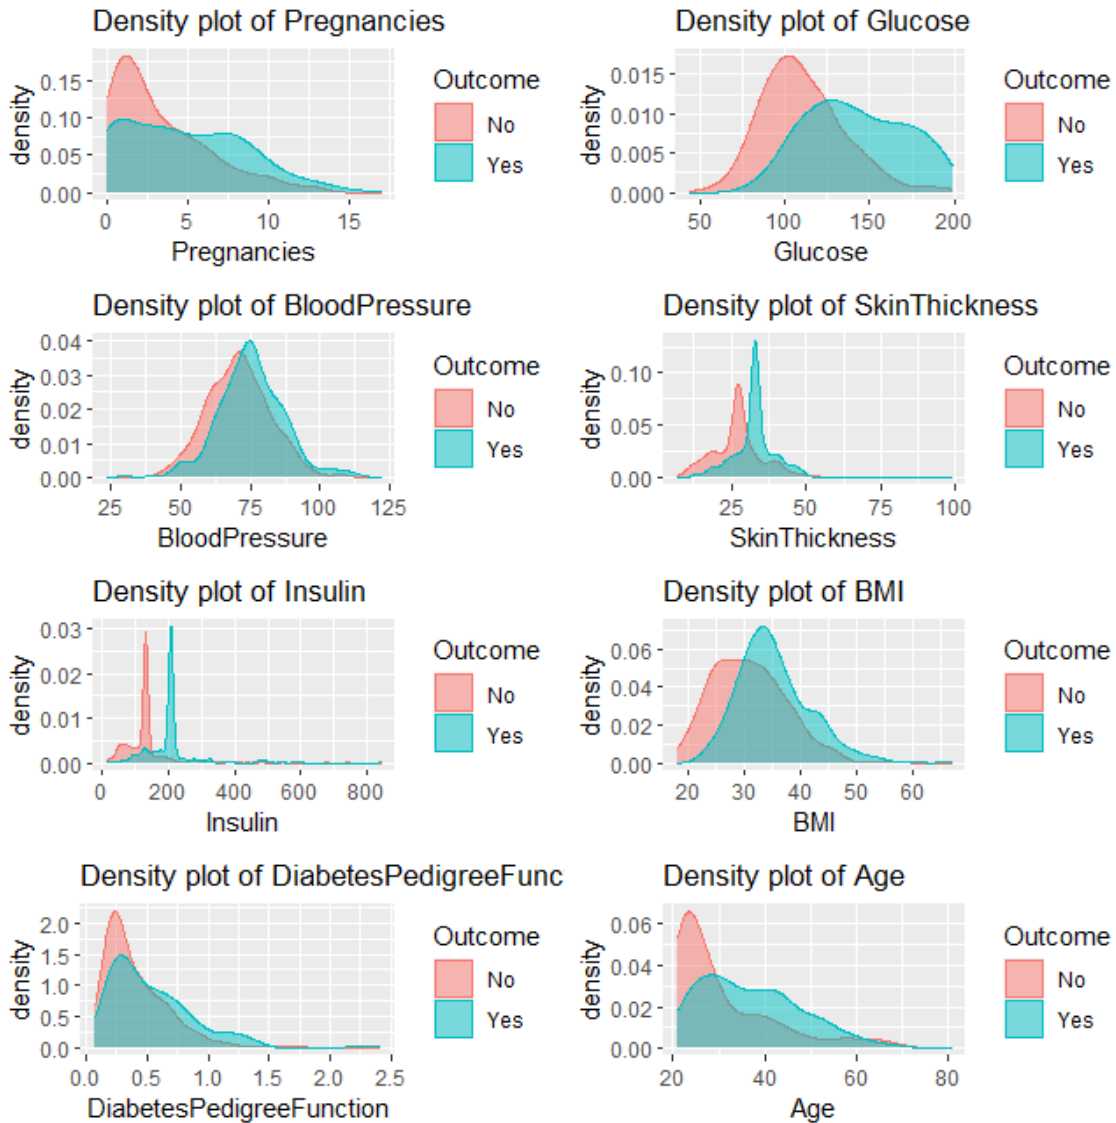 Density plot of Pregnancies
density
0.15
0.10
0.05
0.00
0 5 10 15
Pregnancies
Outcome
No
Yes
Density plot of Glucose
density
0.015
0.010
0.005
0.000
50 100 150 200
Glucose
Outcome
No
Yes
Density plot of BloodPressure
density
0.04
0.03
0.02
0.01
0.00
25 50 75 100 125
BloodPressure
Outcome
No
Yes
Density plot of SkinThickness
density
0.10
0.05
0.00
25 50 75 100
SkinThickness
Outcome
No
Yes
Density plot of Insulin
density
0.03
0.02
0.01
0.00
0 200 400 600 800
Insulin
Outcome
No
Yes
Density plot of BMI
density
0.06
0.04
0.02
0.00
20 30 40 50 60
BMI
Outcome
No
Yes
Density plot of DiabetesPedigreeFunc
density
2.0
1.5
1.0
0.5
0.0
0.0 0.5 1.0 1.5 2.0 2.5
DiabetesPedigreeFunction
Outcome
No
Yes
Density plot of Age
density
0.06
0.04
0.02
0.00
20 40 60 80
Age
Outcome
No
Yes